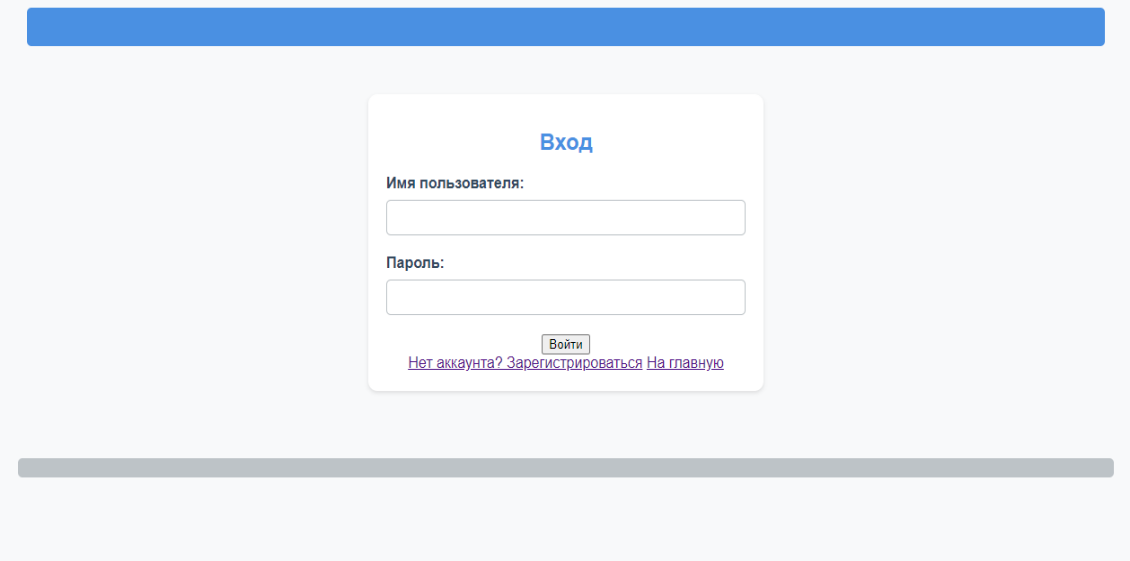 Вход
Имя пользователя:
Пароль:
Войти
Нет аккаунта? Зарегистрироваться На главную